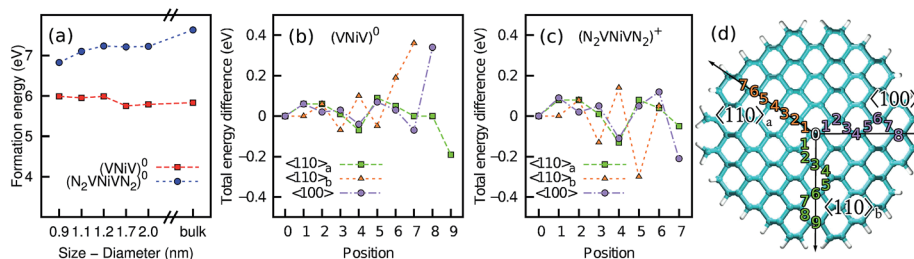 (a)
Formation energy (eV)
7
6
5
4
(VNiV)⁰
(N₂VNiVN₂)⁰
0.9 1.1 1.2 1.7 2.0 bulk
Size – Diameter (nm)
(b) (VNiV)⁰
Total energy difference (eV)
0.4
0.2
0
−0.2
−0.4
<110>a
<110>b
<100>
0 1 2 3 4 5 6 7 8 9
Position
(c) (N₂VNiVN₂)⁺
Total energy difference (eV)
0.4
0.2
0
−0.2
−0.4
<110>a
<110>b
<100>
0 1 2 3 4 5 6 7
Position
(d)
7 6 5 4 3 2 1
<110>a
<100>
0 1 2 3 4 5 6 7 8
1 2 3 4 5 6 7 8 9
<110>b